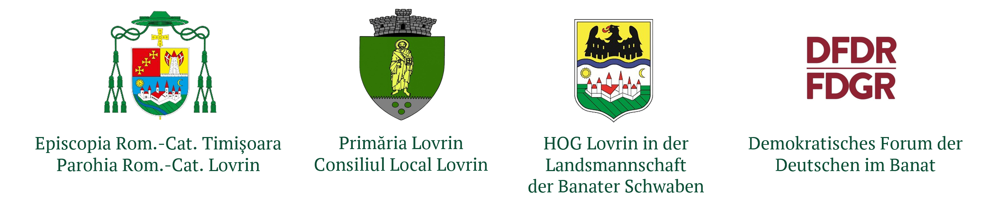 Episcopia Rom.-Cat. Timișoara
Parohia Rom.-Cat. Lovrin
Primăria Lovrin
Consiliul Local Lovrin
HOG Lovrin in der
Landsmannschaft
der Banater Schwaben
DFDR
FDGR
Demokratisches Forum der
Deutschen im Banat